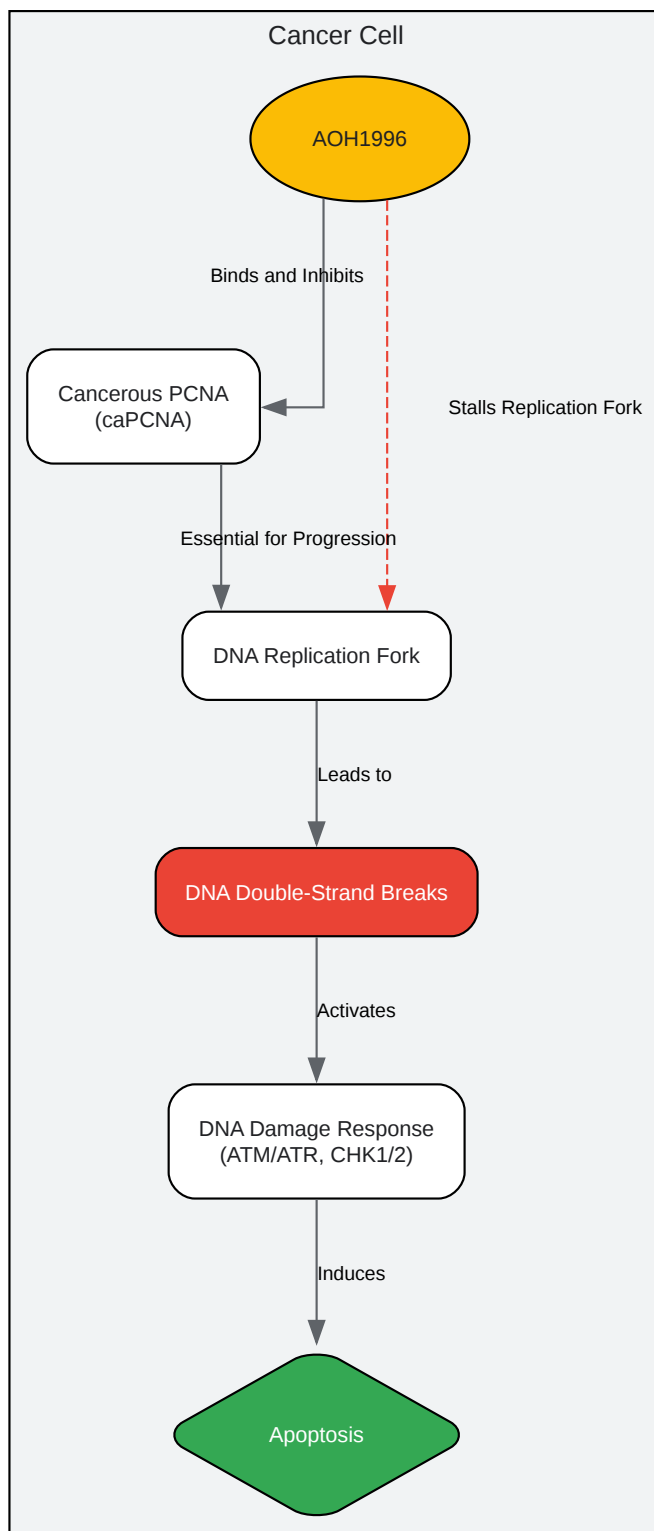 Cancer Cell
AOH1996
Binds and Inhibits
Cancerous PCNA
(caPCNA)
Stalls Replication Fork
Essential for Progression
DNA Replication Fork
Leads to
DNA Double-Strand Breaks
Activates
DNA Damage Response
(ATM/ATR, CHK1/2)
Induces
Apoptosis